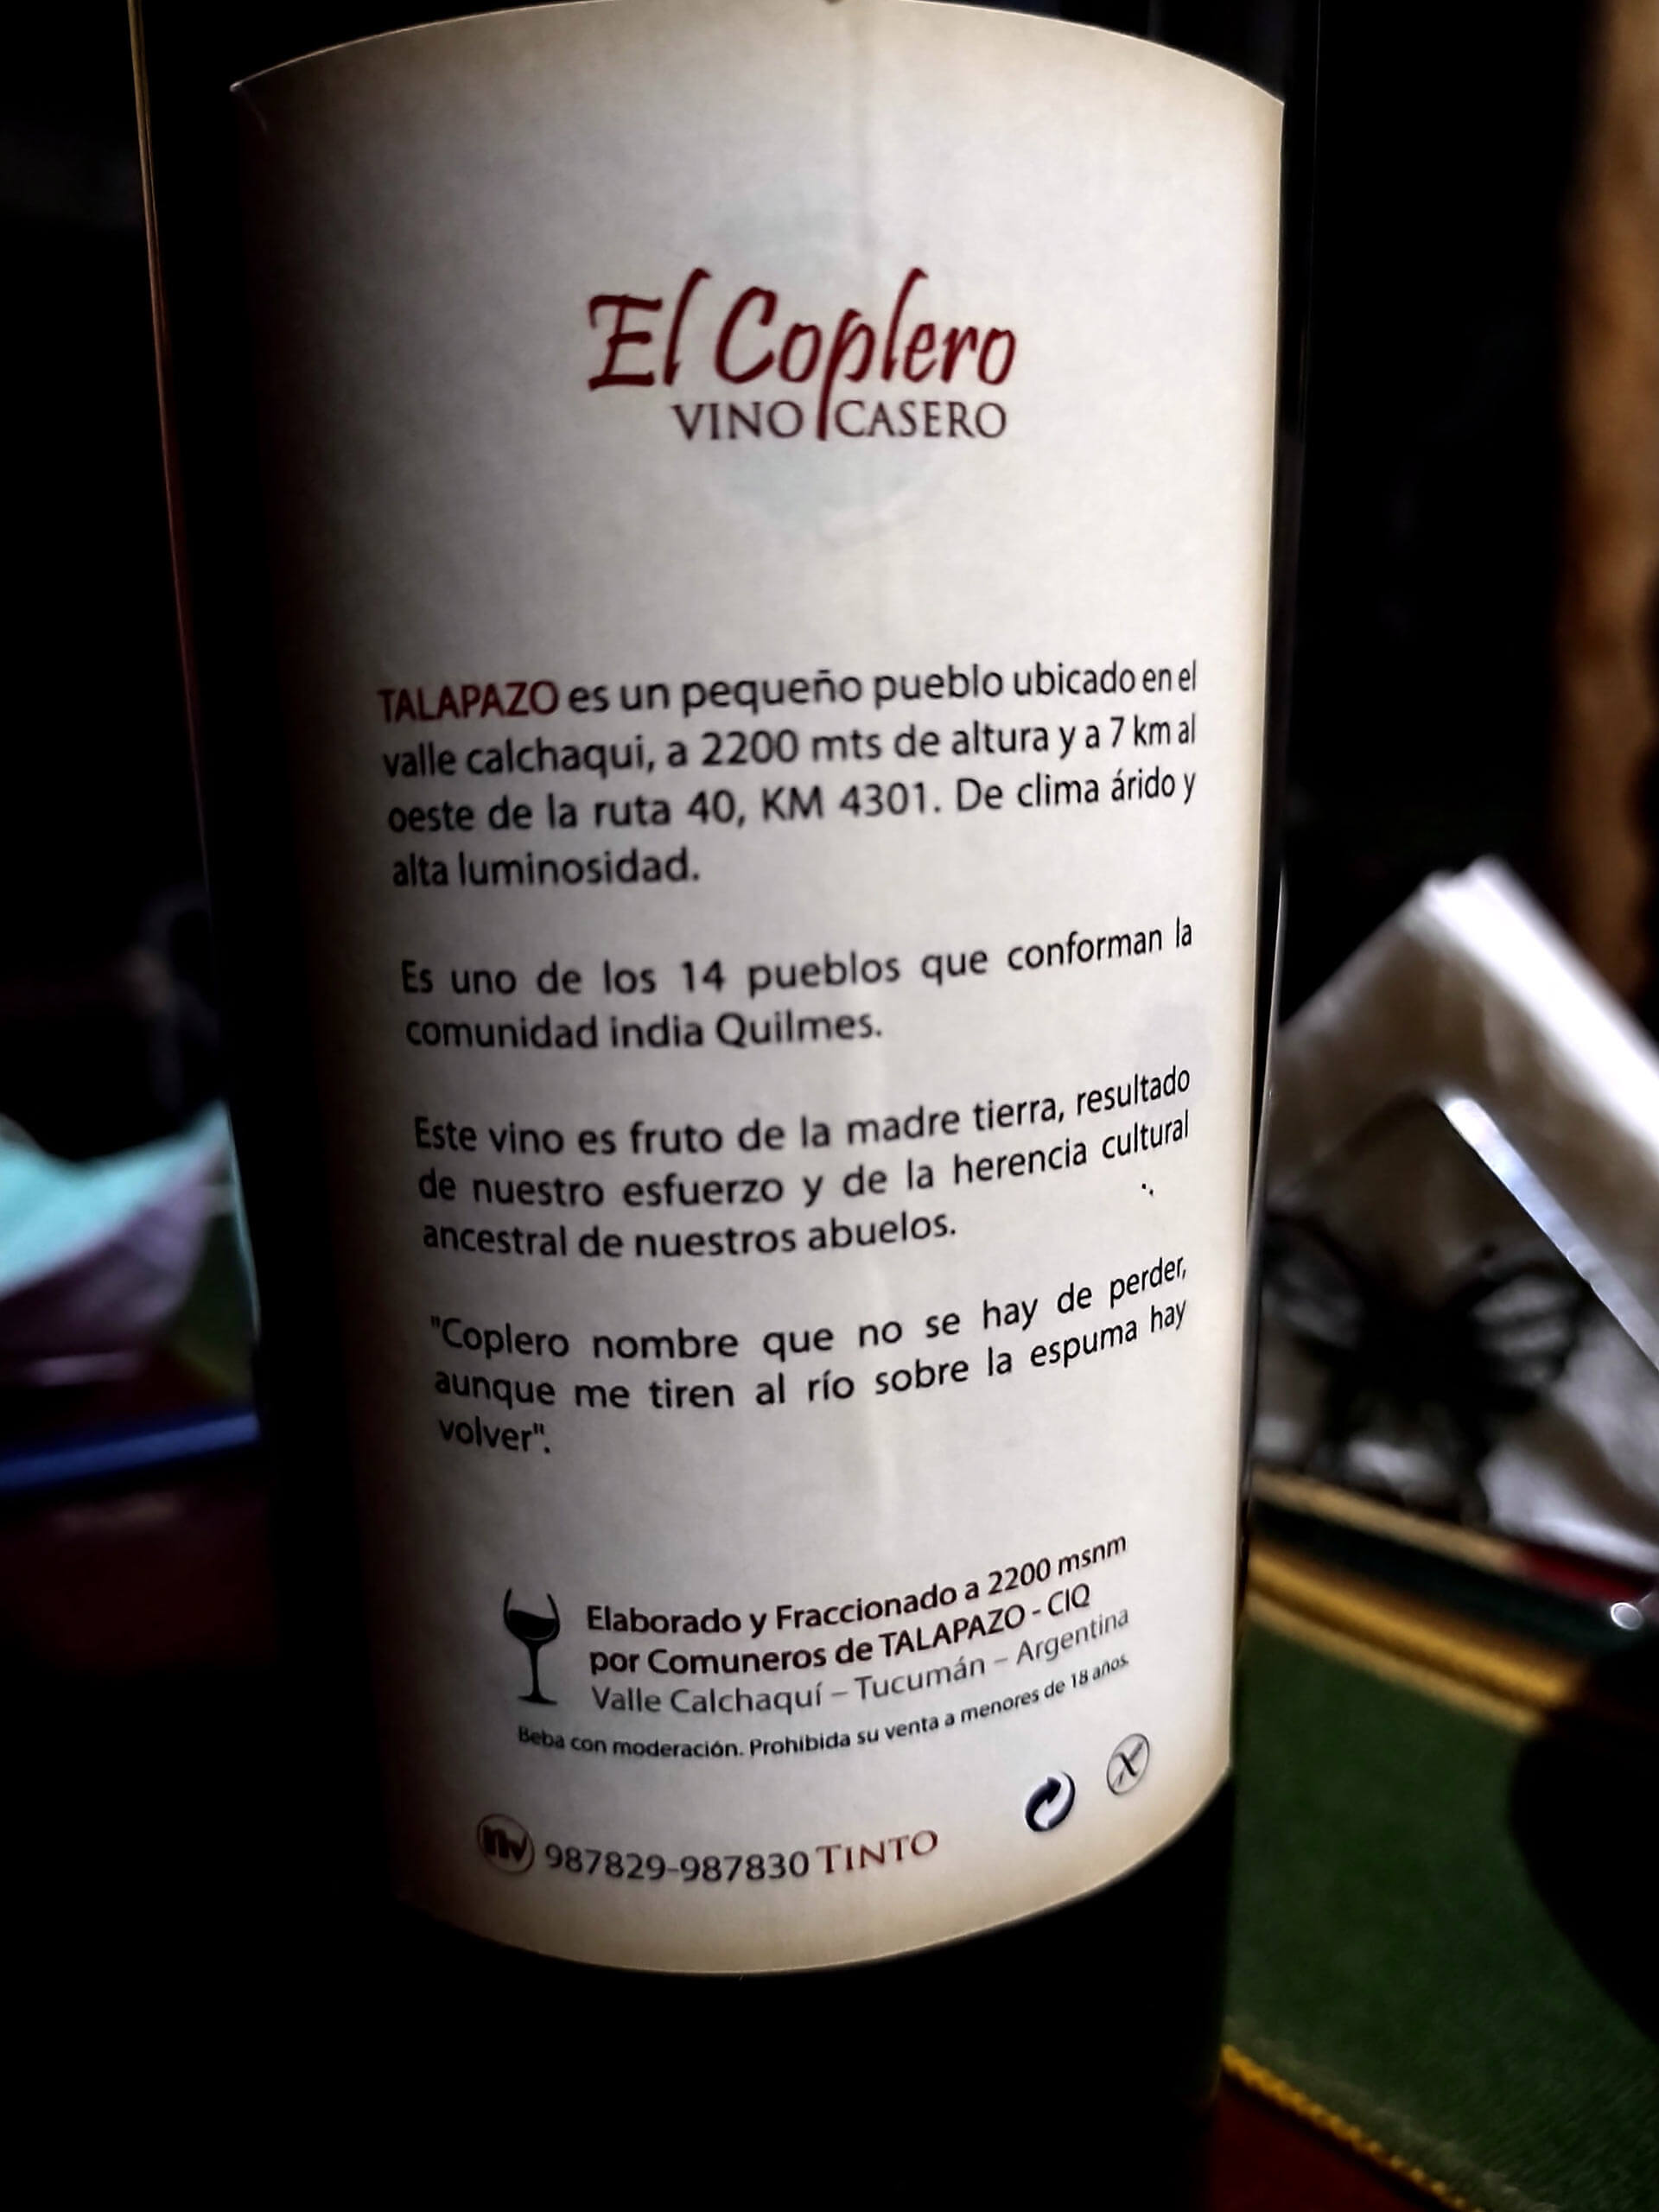 El Coplero
VINO CASERO
TALAPAZO es un pequeño pueblo ubicado en el
valle calchaqui, a 2200 mts de altura y a 7 km al
oeste de la ruta 40, KM 4301. De clima árido y
alta luminosidad.
Es uno de los 14 pueblos que conforman la
comunidad india Quilmes.
Este vino es fruto de la madre tierra, resultado
de nuestro esfuerzo y de la herencia cultural
ancestral de nuestros abuelos.
"Coplero nombre que no se hay de perder,
aunque me tiren al río sobre la espuma hay
volver".
Elaborado y Fraccionado a 2200 msnm
por Comuneros de TALAPAZO - CIQ
Valle Calchaquí – Tucumán – Argentina
Beba con moderación. Prohibida su venta a menores de 18 años.
987829-987830 TINTO